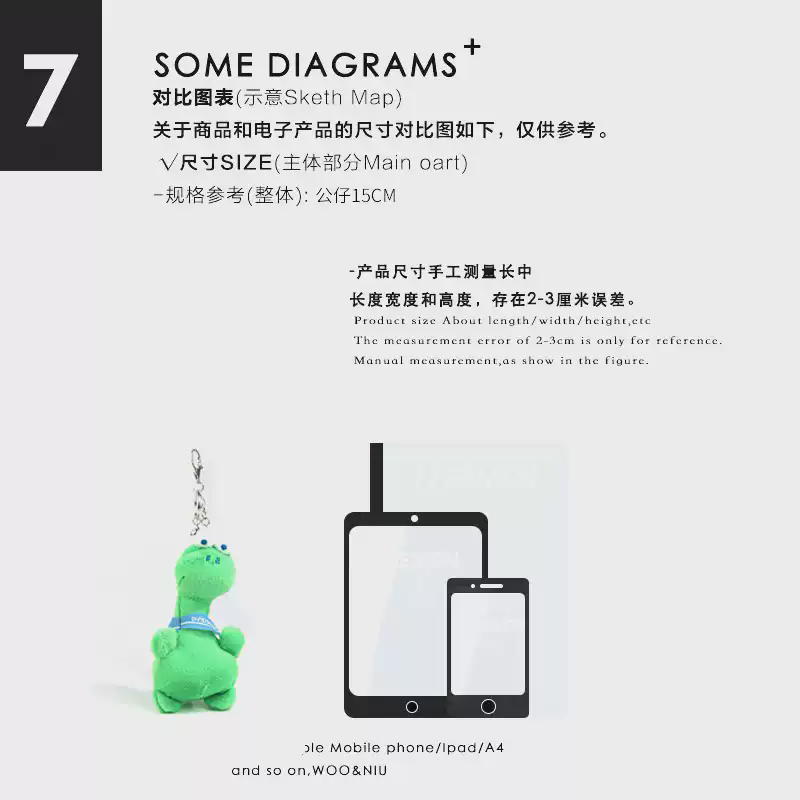 7
SOME DIAGRAMS+
对比图表(示意Sketh Map)
关于商品和电子产品的尺寸对比图如下，仅供参考。
√尺寸SIZE(主体部分Main oart)
-规格参考(整体): 公仔15CM
-产品尺寸手工测量长中
长度宽度和高度，存在2-3厘米误差。
Product size About length/width/height,etc
The measurement error of 2-3cm is only for reference.
Manual measurement,as show in the figure.
Mobile phone/Ipad/A4
and so on,WOO&NIU